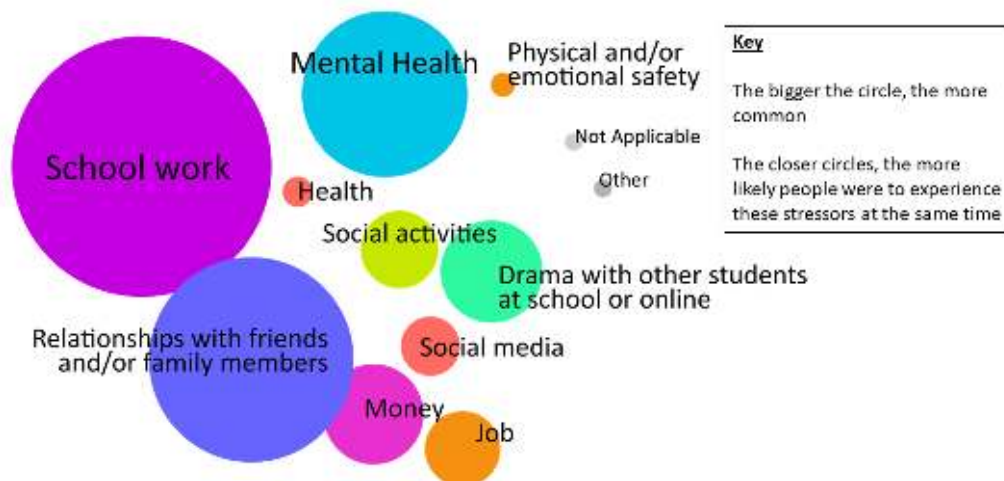 Mental Health
Physical and/or
emotional safety
School work
Not Applicable
Health
Other
Social activities
Drama with other students
at school or online
Relationships with friends
and/or family members
Social media
Money
Job
Key
The bigger the circle, the more
common
The closer circles, the more
likely people were to experience
these stressors at the same time